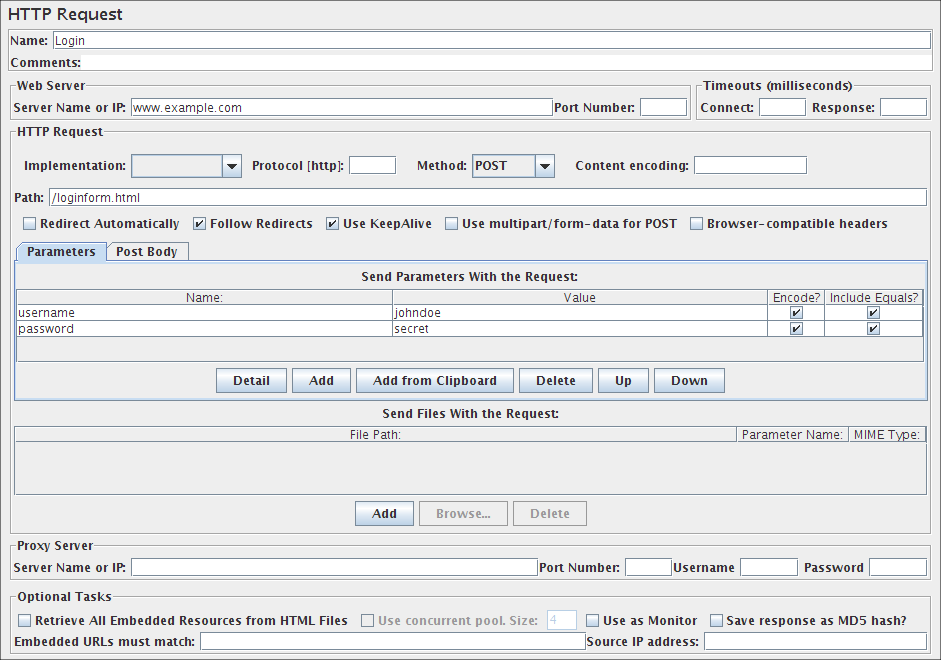 HTTP Request
Name: Login
Comments:
Web Server
Timeouts (milliseconds)
Server Name or IP: www.example.com Port Number:
Connect: Response:
HTTP Request
Implementation: Protocol [http]: Method: POST Content encoding:
Path: /loginform.html
Redirect Automatically Follow Redirects Use KeepAlive Use multipart/form-data for POST Browser-compatible headers
Parameters Post Body
Send Parameters With the Request:
Name: Value Encode? Include Equals?
username johndoe
password secret
Detail Add Add from Clipboard Delete Up Down
Send Files With the Request:
File Path: Parameter Name: MIME Type:
Add Browse... Delete
Proxy Server
Server Name or IP: Port Number: Username Password
Optional Tasks
Retrieve All Embedded Resources from HTML Files Use concurrent pool. Size: 4 Use as Monitor Save response as MD5 hash?
Embedded URLs must match: Source IP address: